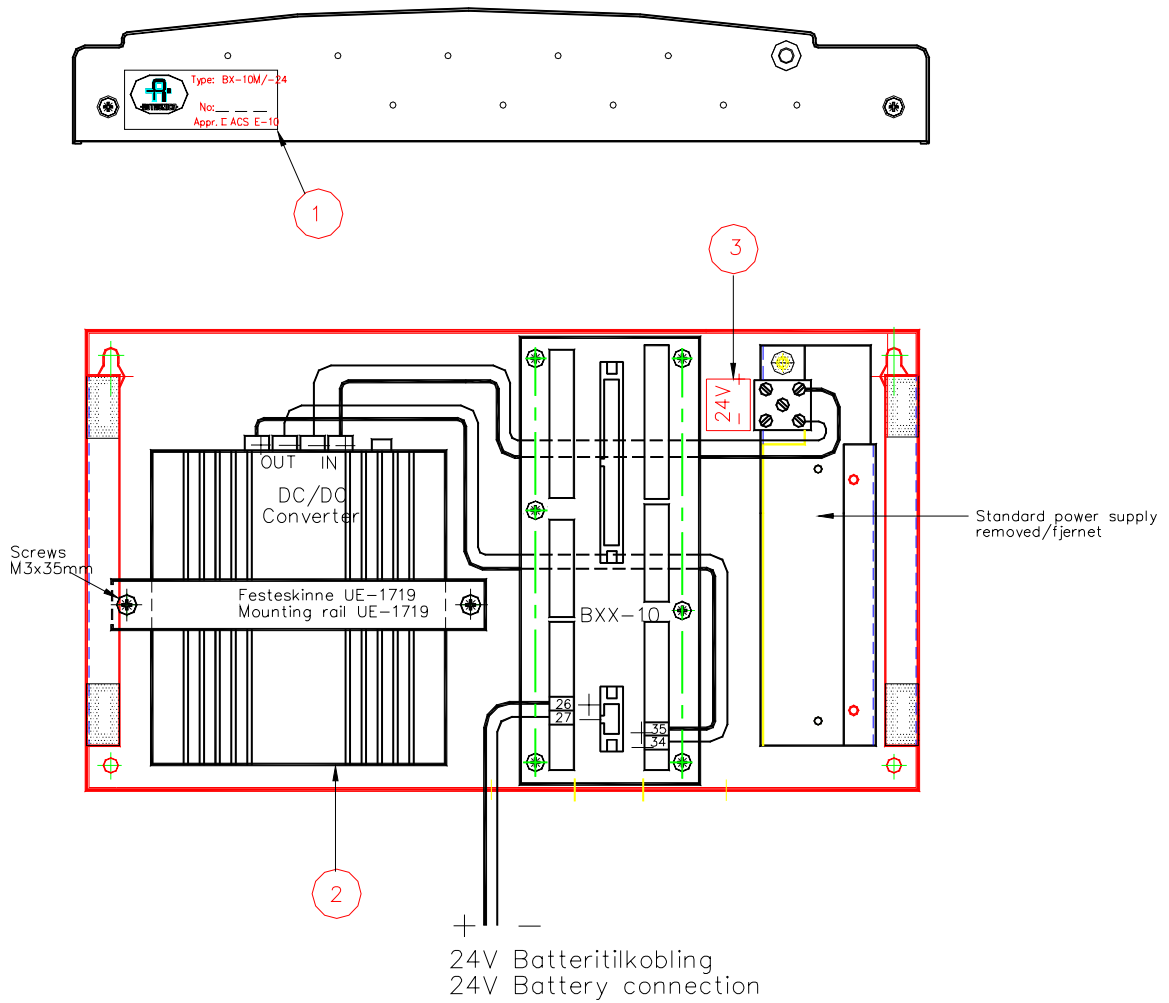 Type: BX-10M/-24
No:_ _ _
Appr. E ACS E-10
1
3
24V
+
-
OUT IN
DC/DC
Converter
Standard power supply
removed/fjernet
Screws
M3x35mm
Festeskinne UE-1719
Mounting rail UE-1719
BXX-10
26
27
35
34
+
+
2
+ -
24V Batteritilkobling
24V Battery connection